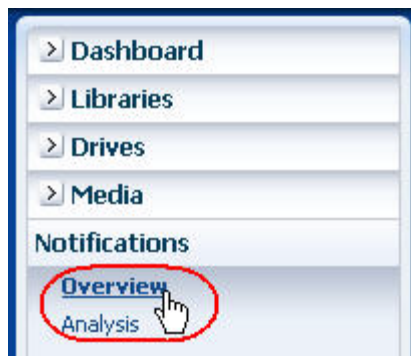 Dashboard
Libraries
Drives
Media
Notifications
Overview
Analysis